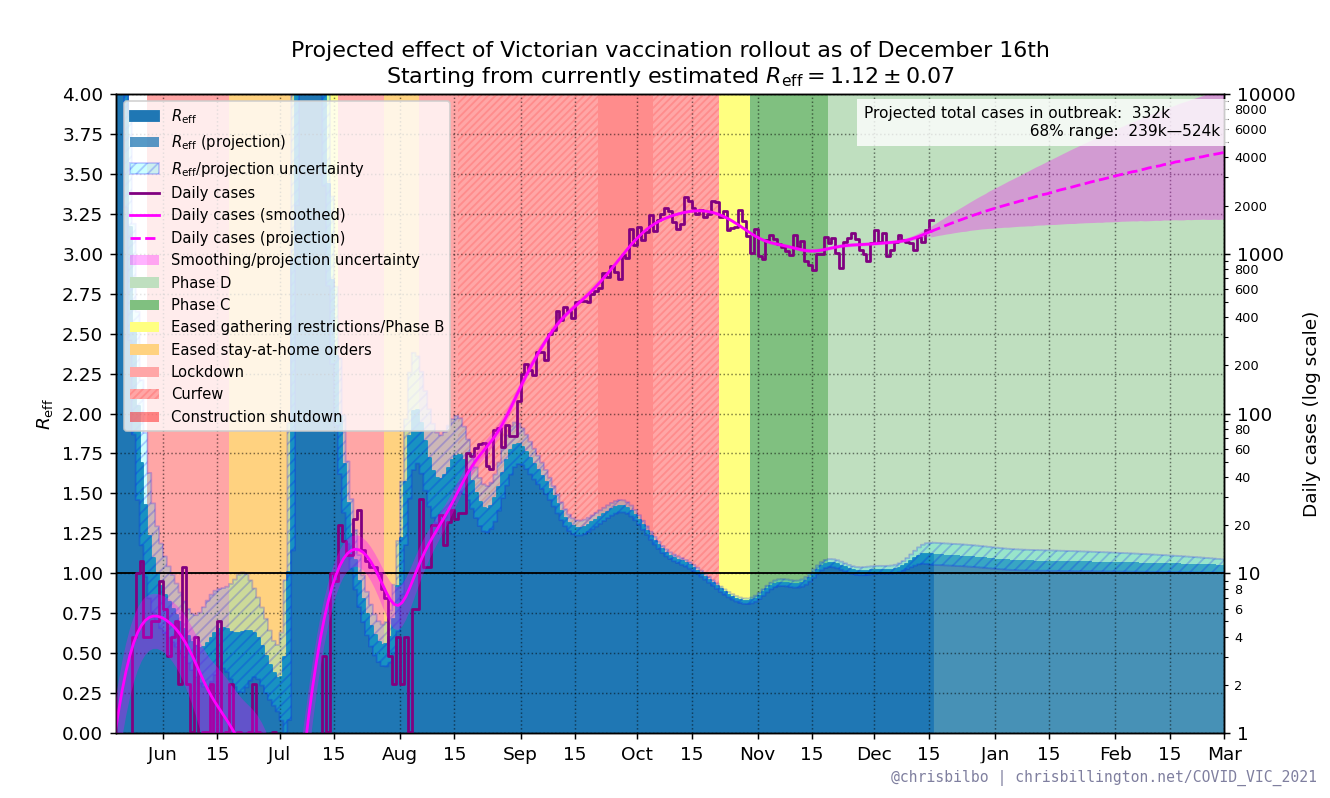 Projected effect of Victorian vaccination rollout as of December 16th
Starting from currently estimated R_eff = 1.12 ± 0.07
Projected total cases in outbreak: 332k
68% range: 239k—524k
R_eff
R_eff (projection)
R_eff/projection uncertainty
Daily cases
Daily cases (smoothed)
Daily cases (projection)
Smoothing/projection uncertainty
Phase D
Phase C
Eased gathering restrictions/Phase B
Eased stay-at-home orders
Lockdown
Curfew
Construction shutdown
R_eff
4.00
3.75
3.50
3.25
3.00
2.75
2.50
2.25
2.00
1.75
1.50
1.25
1.00
0.75
0.50
0.25
0.00
10000
8000
6000
4000
2000
1000
800
600
400
200
100
80
60
40
20
10
8
6
4
2
1
Daily cases (log scale)
Jun 15 Jul 15 Aug 15 Sep 15 Oct 15 Nov 15 Dec 15 Jan 15 Feb 15 Mar
@chrisbilbo | chrisbillington.net/COVID_VIC_2021